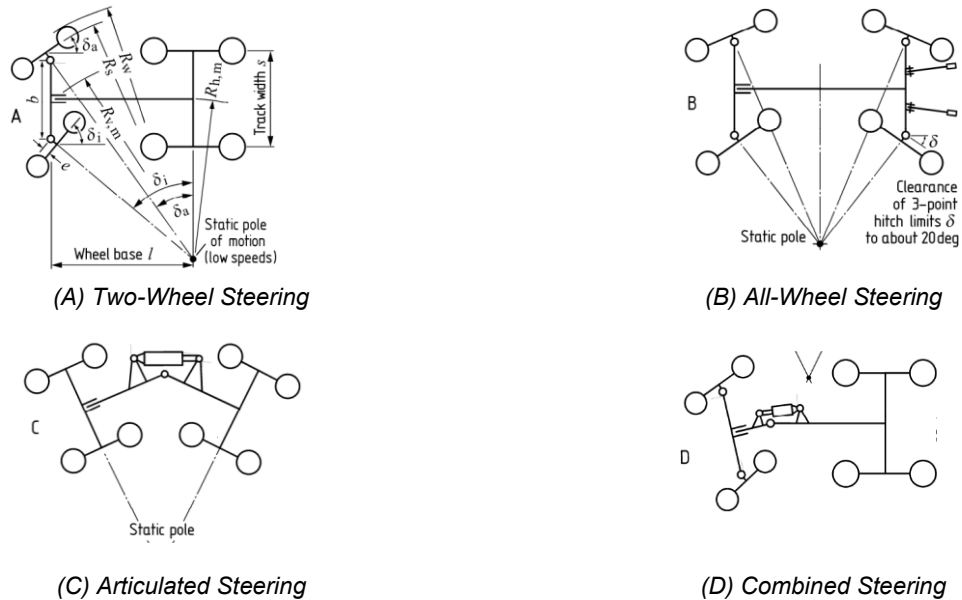 A
δa
Rw
Rs
Rv,m
Rh,m
Track width s
b
δi
e
δi
δa
Static pole
of motion
(low speeds)
Wheel base l
(A) Two-Wheel Steering
B
δ
Clearance
of 3-point
hitch limits δ
to about 20deg
Static pole
(B) All-Wheel Steering
C
Static pole
(C) Articulated Steering
D
(D) Combined Steering